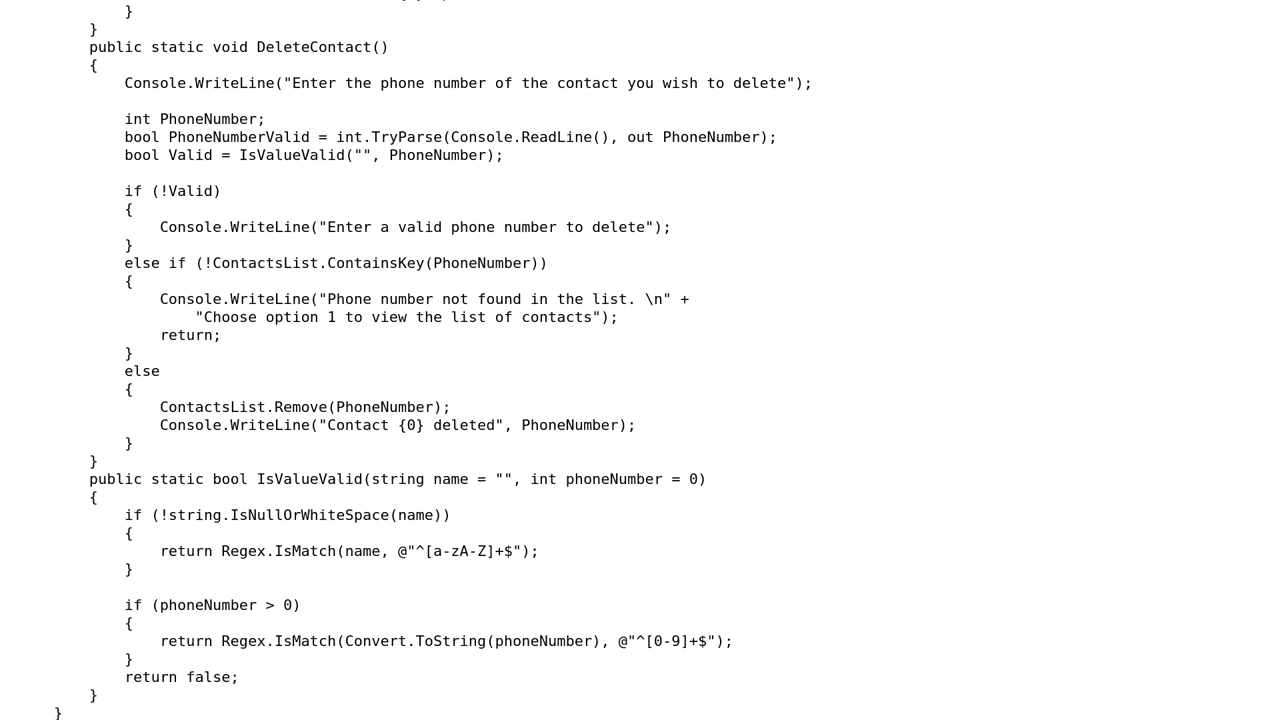 }
}
public static void DeleteContact()
{
Console.WriteLine("Enter the phone number of the contact you wish to delete");
int PhoneNumber;
bool PhoneNumberValid = int.TryParse(Console.ReadLine(), out PhoneNumber);
bool Valid = IsValueValid("", PhoneNumber);
if (!Valid)
{
Console.WriteLine("Enter a valid phone number to delete");
}
else if (!ContactsList.ContainsKey(PhoneNumber))
{
Console.WriteLine("Phone number not found in the list. \n" +
"Choose option 1 to view the list of contacts");
return;
}
else
{
ContactsList.Remove(PhoneNumber);
Console.WriteLine("Contact {0} deleted", PhoneNumber);
}
}
public static bool IsValueValid(string name = "", int phoneNumber = 0)
{
if (!string.IsNullOrWhiteSpace(name))
{
return Regex.IsMatch(name, @"^[a-zA-Z]+$");
}
if (phoneNumber > 0)
{
return Regex.IsMatch(Convert.ToString(phoneNumber), @"^[0-9]+$");
}
return false;
}
}